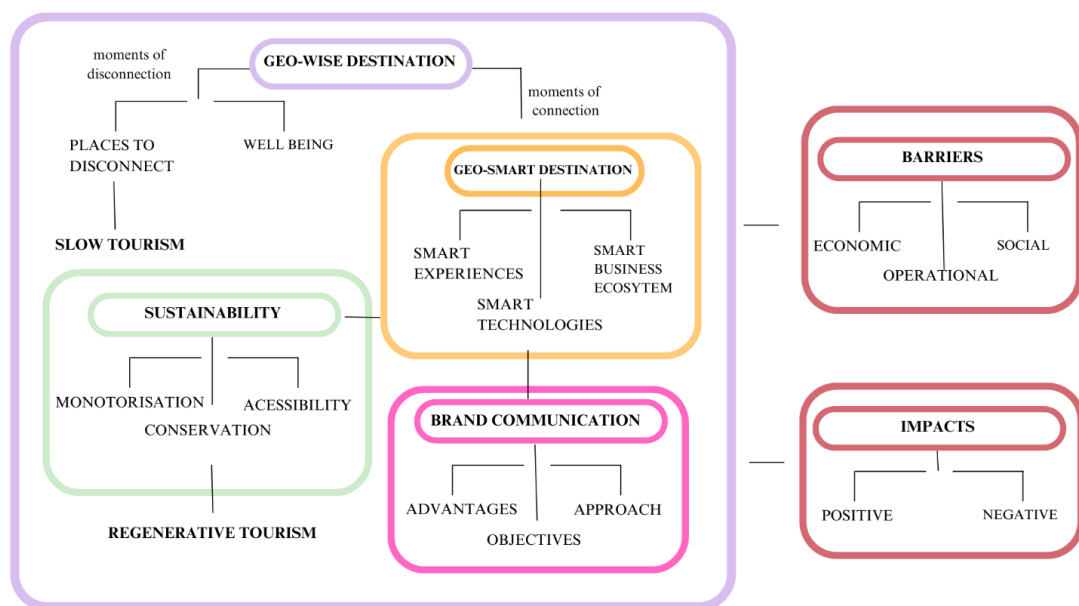 GEO-WISE DESTINATION
moments of
disconnection
moments of
connection
PLACES TO
DISCONNECT
WELL BEING
SLOW TOURISM
GEO-SMART DESTINATION
SMART
EXPERIENCES
SMART
BUSINESS
ECOSYTEM
SMART
TECHNOLOGIES
SUSTAINABILITY
MONOTORISATION
ACESSIBILITY
CONSERVATION
REGENERATIVE TOURISM
BRAND COMMUNICATION
ADVANTAGES
APPROACH
OBJECTIVES
BARRIERS
ECONOMIC
SOCIAL
OPERATIONAL
IMPACTS
POSITIVE
NEGATIVE